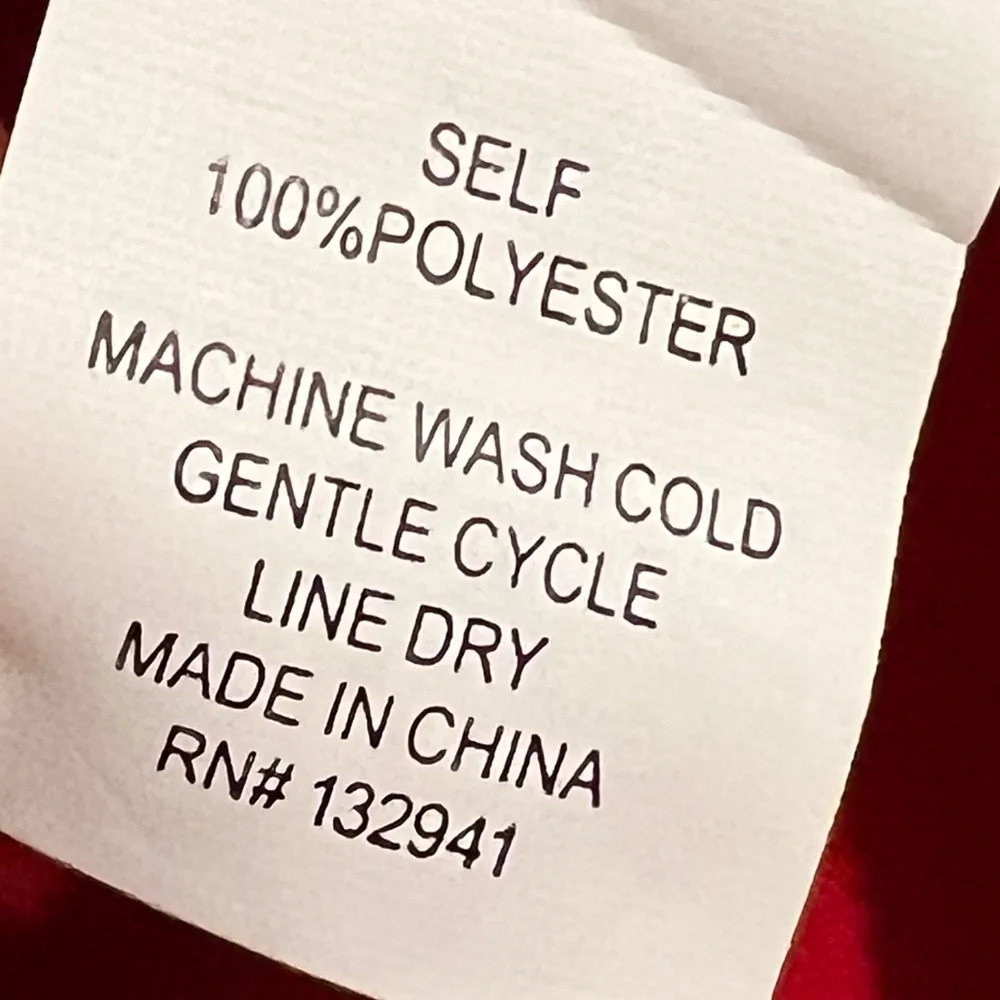 SELF
100%POLYESTER
MACHINE WASH COLD
GENTLE CYCLE
LINE DRY
MADE IN CHINA
RN# 132941